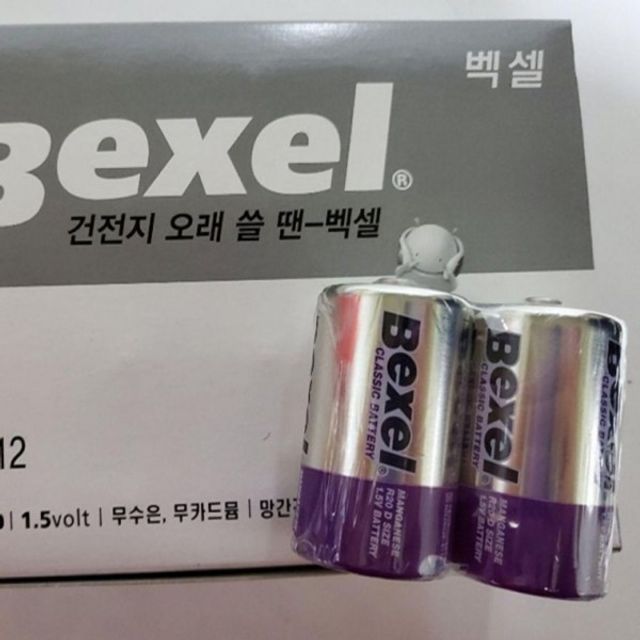 벡셀
Bexel®
건전지 오래 쓸 땐-벡셀
12
1.5volt | 무수은, 무카드뮴 |
Bexel
CLASSIC BATTERY
MANGANESE
R20 D SIZE
1.5V BATTERY
Bexel
CLASSIC BATTERY
MANGANESE
R20 D SIZE
1.5V BATTERY